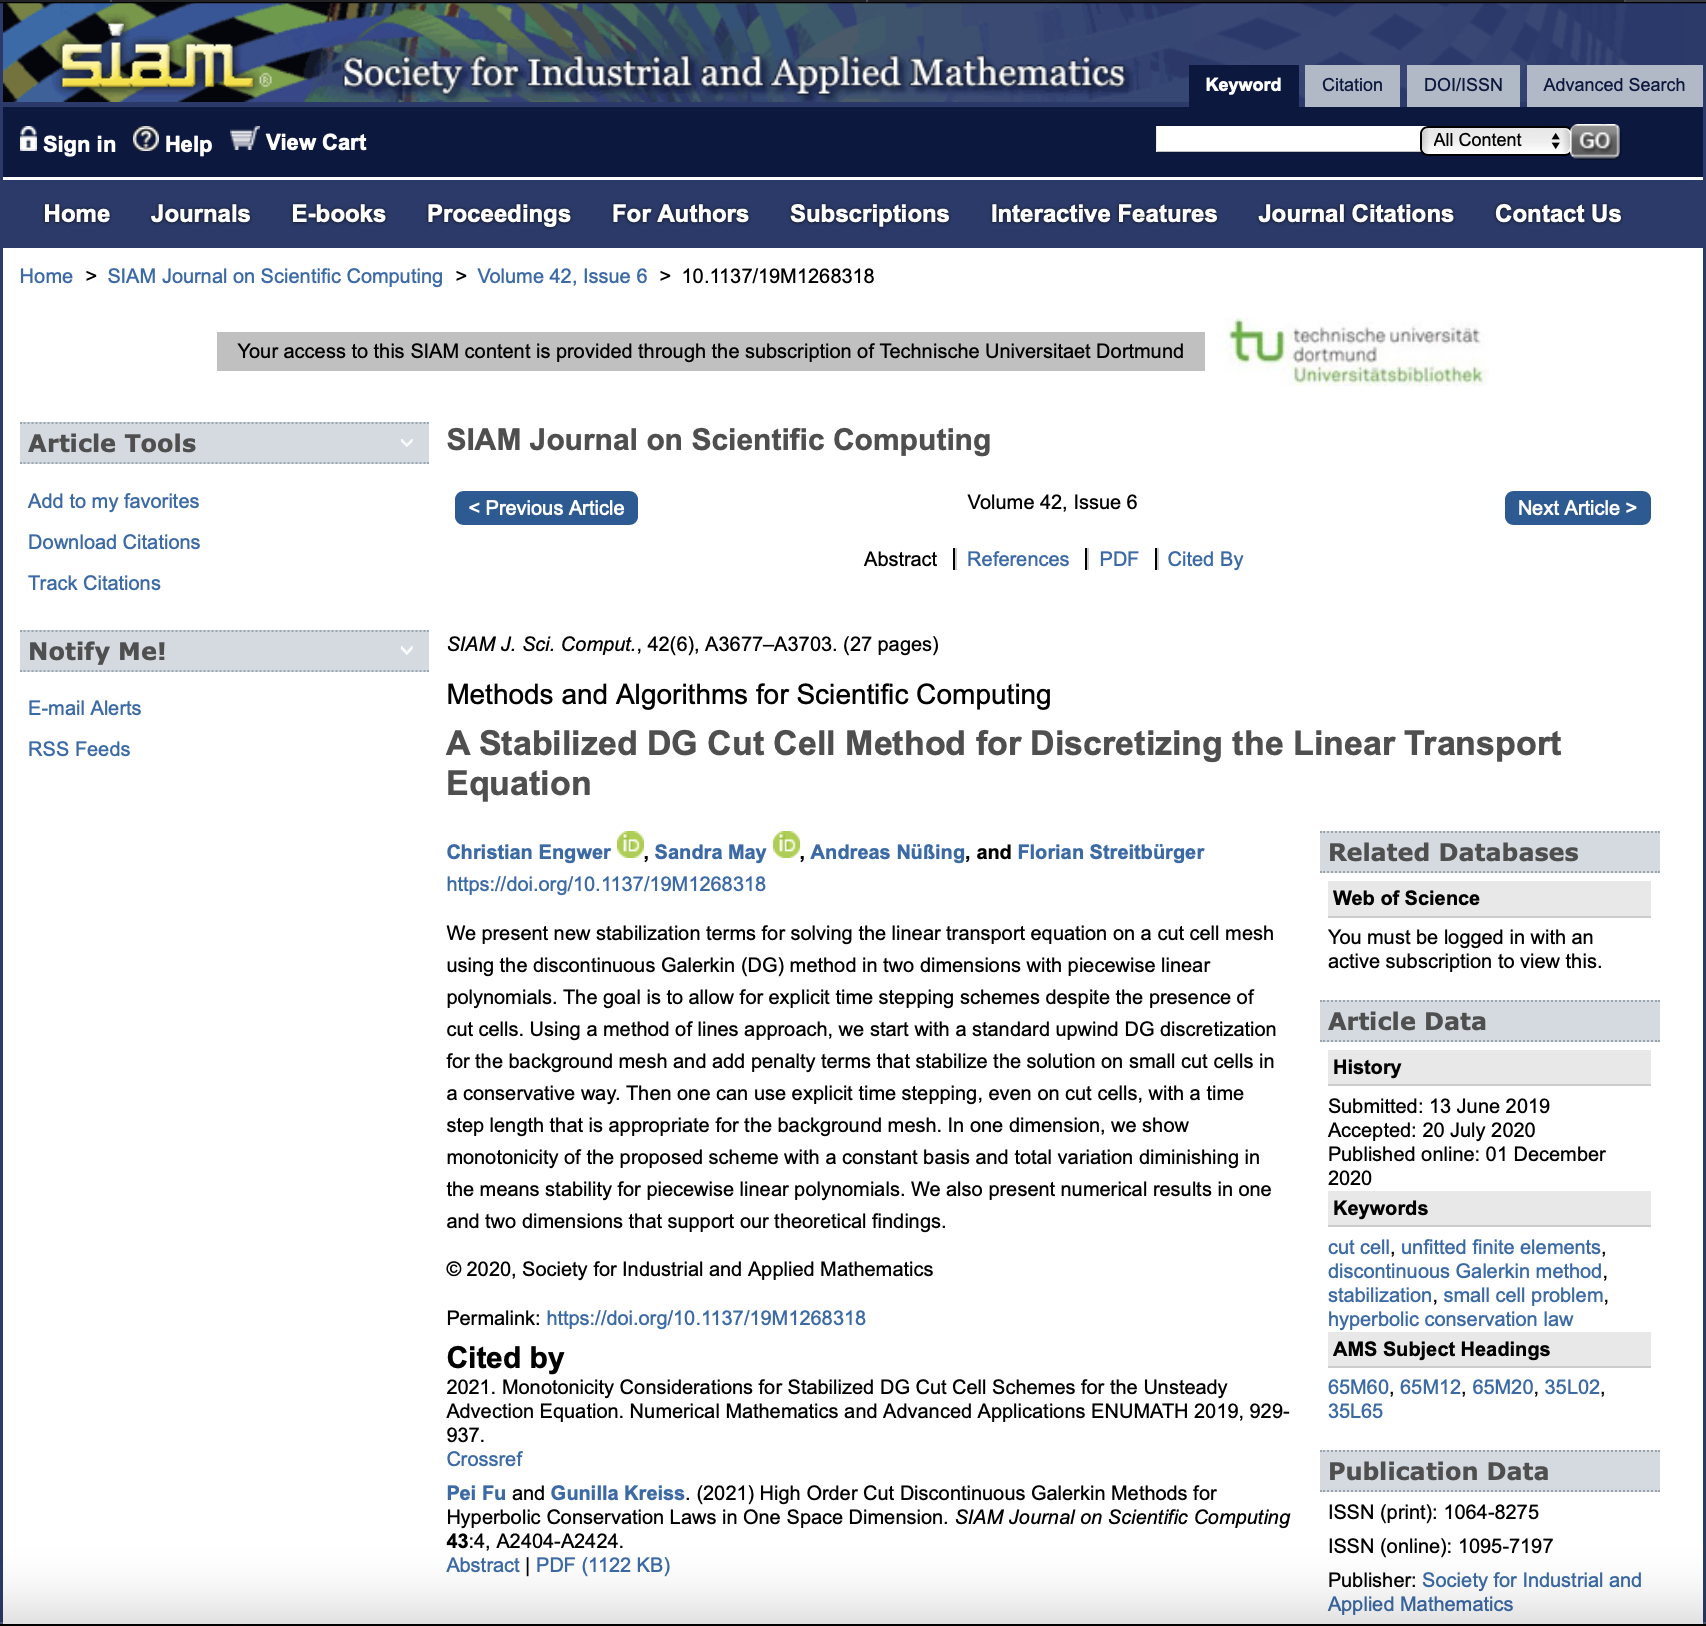 siam ®
Society for Industrial and Applied Mathematics
Keyword
Citation
DOI/ISSN
Advanced Search
Sign in
Help
View Cart
All Content
GO
Home
Journals
E-books
Proceedings
For Authors
Subscriptions
Interactive Features
Journal Citations
Contact Us
Home > SIAM Journal on Scientific Computing > Volume 42, Issue 6 > 10.1137/19M1268318
Your access to this SIAM content is provided through the subscription of Technische Universitaet Dortmund
tu
technische universität
dortmund
Universitätsbibliothek
Article Tools
Add to my favorites
Download Citations
Track Citations
Notify Me!
E-mail Alerts
RSS Feeds
SIAM Journal on Scientific Computing
< Previous Article
Volume 42, Issue 6
Next Article >
Abstract | References | PDF | Cited By
SIAM J. Sci. Comput., 42(6), A3677–A3703. (27 pages)
Methods and Algorithms for Scientific Computing
A Stabilized DG Cut Cell Method for Discretizing the Linear Transport
Equation
Christian Engwer iD, Sandra May iD, Andreas Nüßing, and Florian Streitbürger
https://doi.org/10.1137/19M1268318
We present new stabilization terms for solving the linear transport equation on a cut cell mesh
using the discontinuous Galerkin (DG) method in two dimensions with piecewise linear
polynomials. The goal is to allow for explicit time stepping schemes despite the presence of
cut cells. Using a method of lines approach, we start with a standard upwind DG discretization
for the background mesh and add penalty terms that stabilize the solution on small cut cells in
a conservative way. Then one can use explicit time stepping, even on cut cells, with a time
step length that is appropriate for the background mesh. In one dimension, we show
monotonicity of the proposed scheme with a constant basis and total variation diminishing in
the means stability for piecewise linear polynomials. We also present numerical results in one
and two dimensions that support our theoretical findings.
© 2020, Society for Industrial and Applied Mathematics
Permalink: https://doi.org/10.1137/19M1268318
Cited by
2021. Monotonicity Considerations for Stabilized DG Cut Cell Schemes for the Unsteady
Advection Equation. Numerical Mathematics and Advanced Applications ENUMATH 2019, 929-
937.
Crossref
Pei Fu and Gunilla Kreiss. (2021) High Order Cut Discontinuous Galerkin Methods for
Hyperbolic Conservation Laws in One Space Dimension. SIAM Journal on Scientific Computing
43:4, A2404-A2424.
Abstract | PDF (1122 KB)
Related Databases
Web of Science
You must be logged in with an
active subscription to view this.
Article Data
History
Submitted: 13 June 2019
Accepted: 20 July 2020
Published online: 01 December
2020
Keywords
cut cell, unfitted finite elements,
discontinuous Galerkin method,
stabilization, small cell problem,
hyperbolic conservation law
AMS Subject Headings
65M60, 65M12, 65M20, 35L02,
35L65
Publication Data
ISSN (print): 1064-8275
ISSN (online): 1095-7197
Publisher: Society for Industrial and
Applied Mathematics